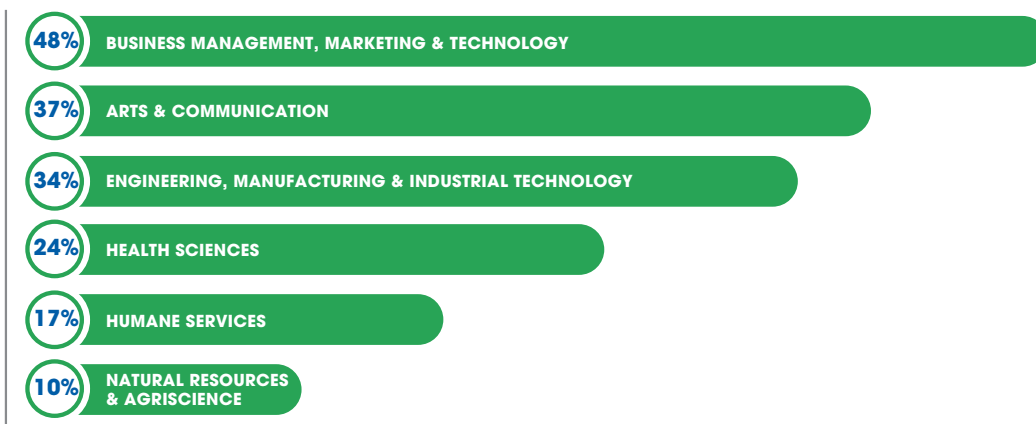 48% BUSINESS MANAGEMENT, MARKETING & TECHNOLOGY
37% ARTS & COMMUNICATION
34% ENGINEERING, MANUFACTURING & INDUSTRIAL TECHNOLOGY
24% HEALTH SCIENCES
17% HUMANE SERVICES
10% NATURAL RESOURCES
& AGRISCIENCE